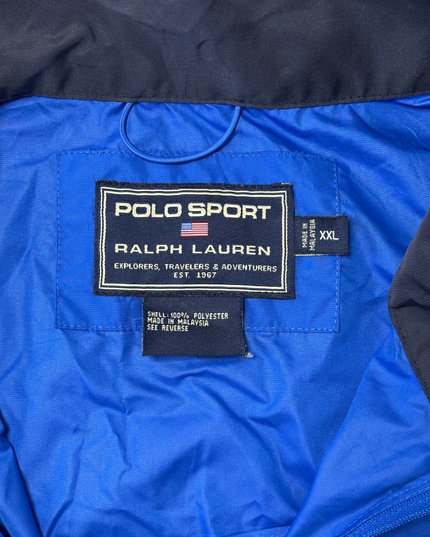 POLO SPORT
RALPH LAUREN
EXPLORERS, TRAVELERS & ADVENTURERS
EST. 1967
MADE IN
MALAYSIA
XXL
SHELL: 100% POLYESTER
MADE IN MALAYSIA
SEE REVERSE